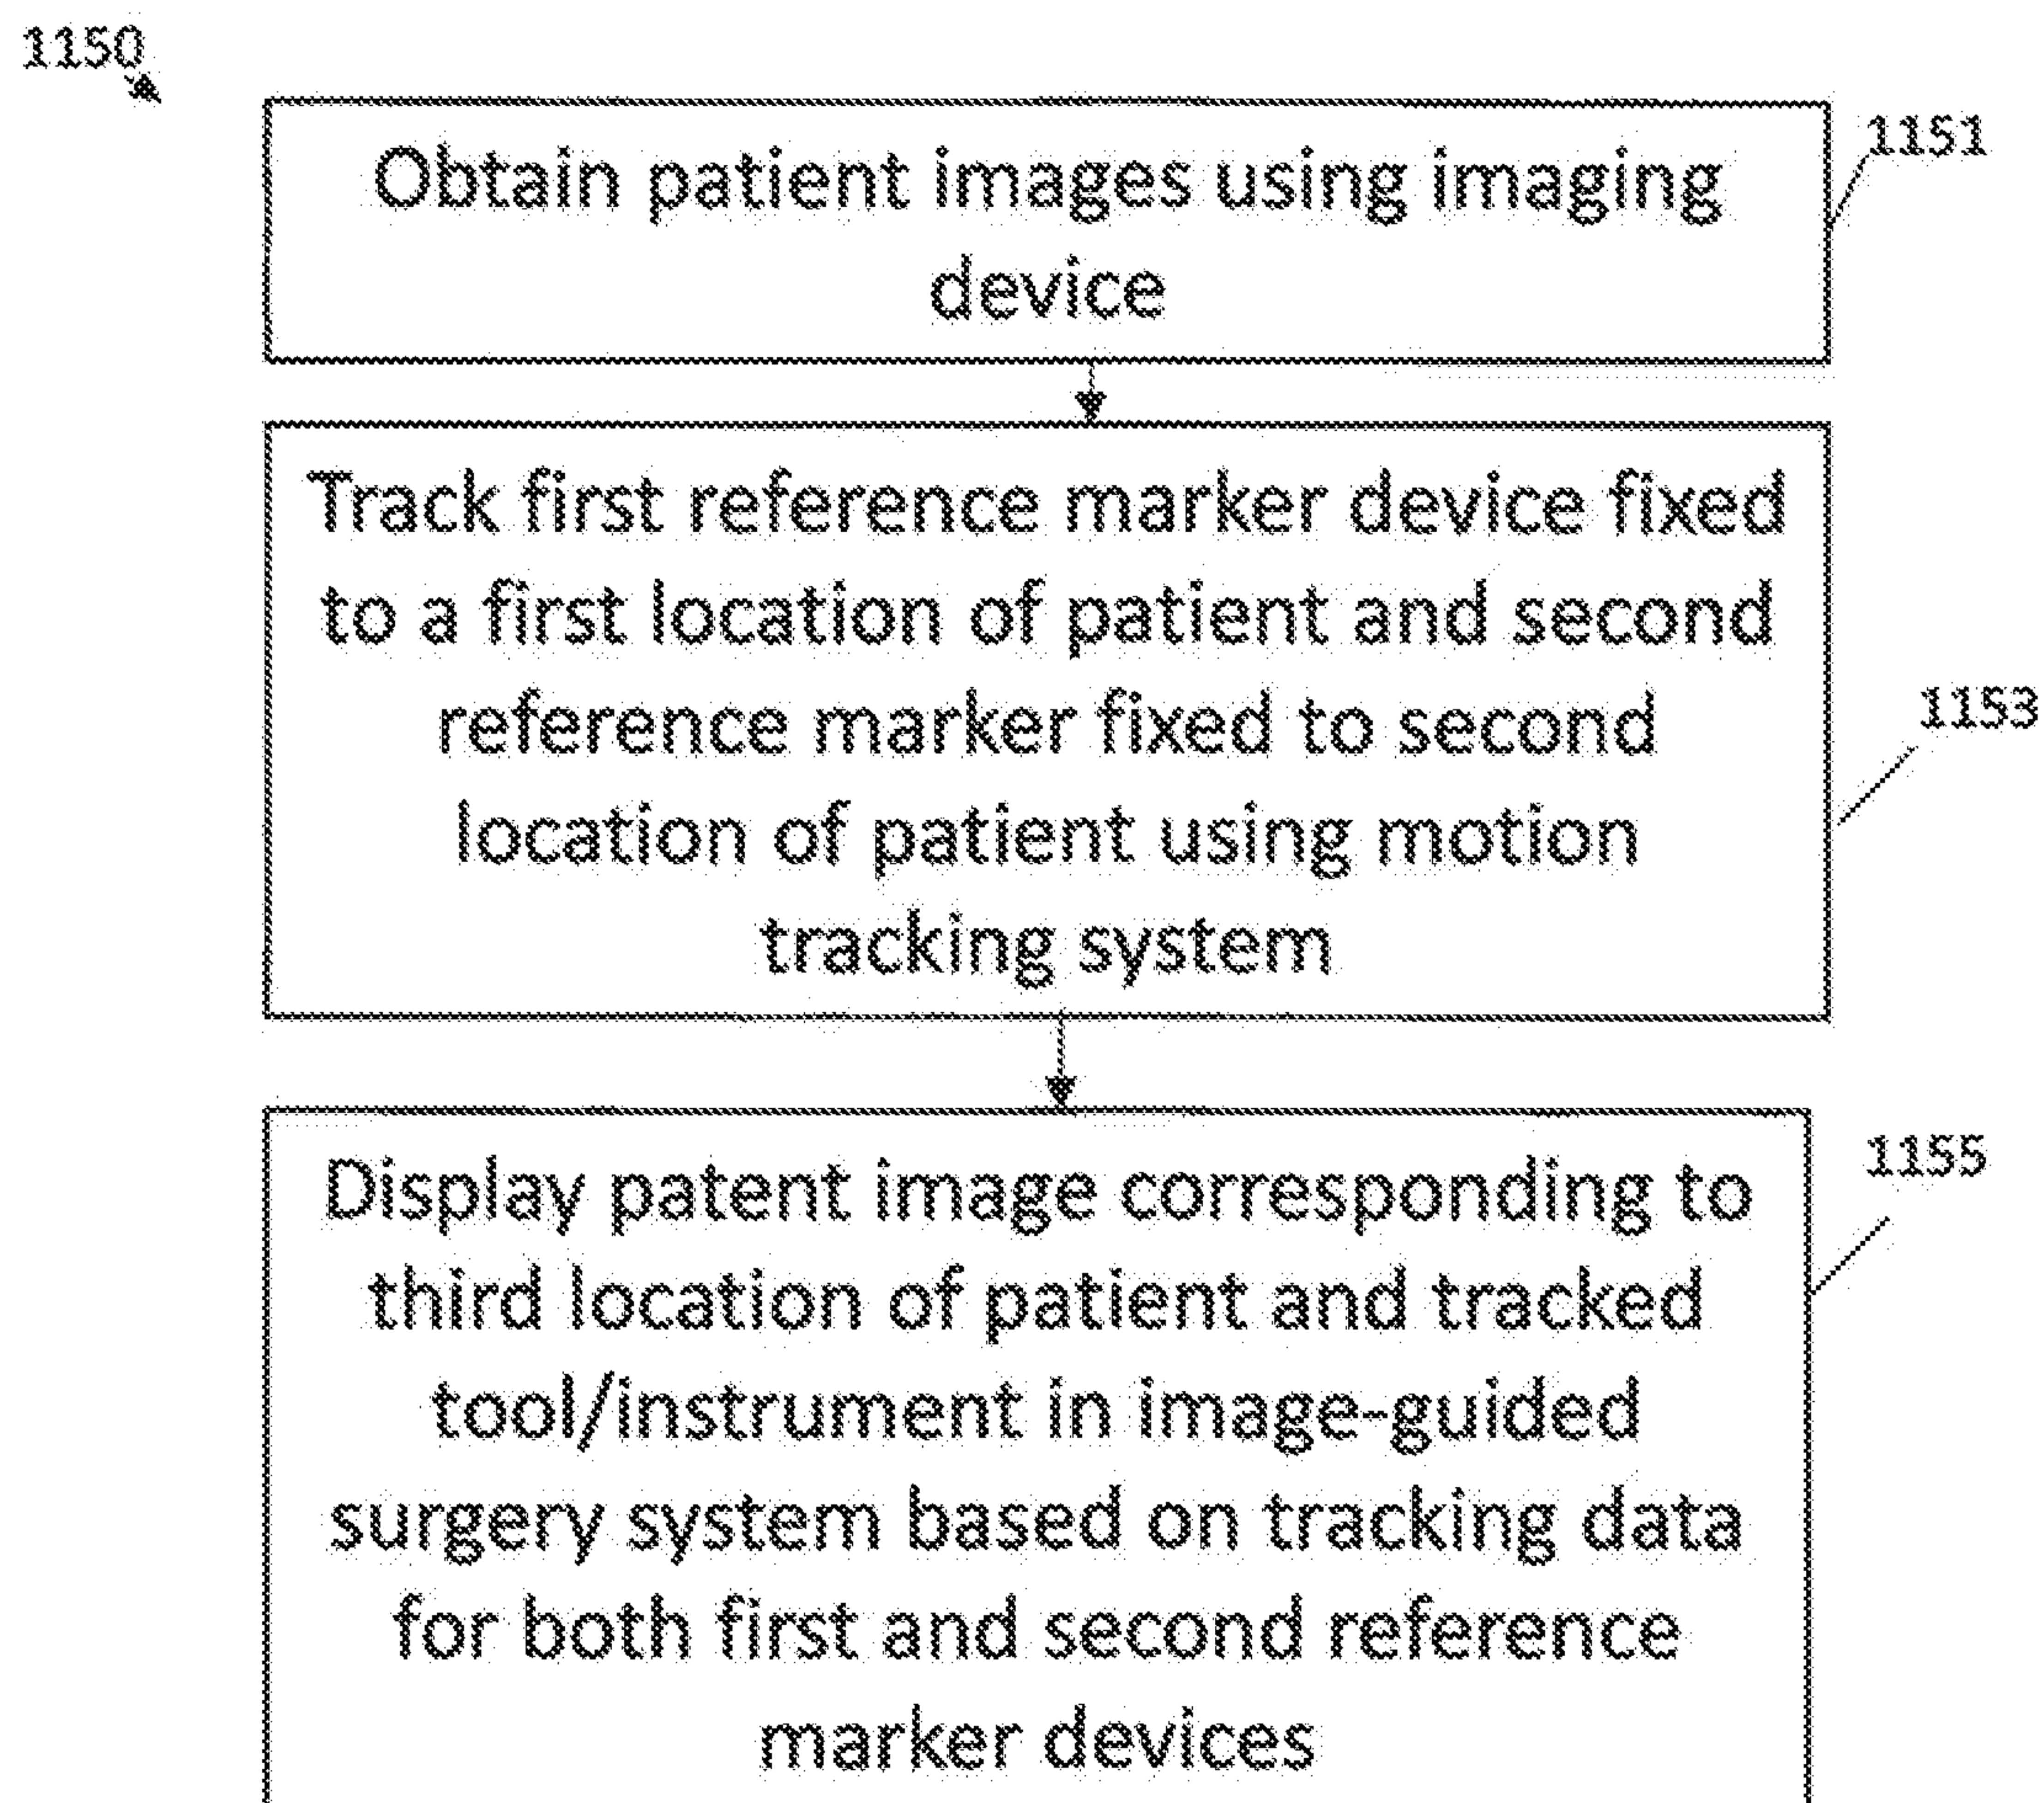 1150
Obtain patient images using imaging
device
1151
Track first reference marker device fixed
to a first location of patient and second
reference marker fixed to second
location of patient using motion
tracking system
1153
Display patent image corresponding to
third location of patient and tracked
tool/instrument in image-guided
surgery system based on tracking data
for both first and second reference
marker devices
1155